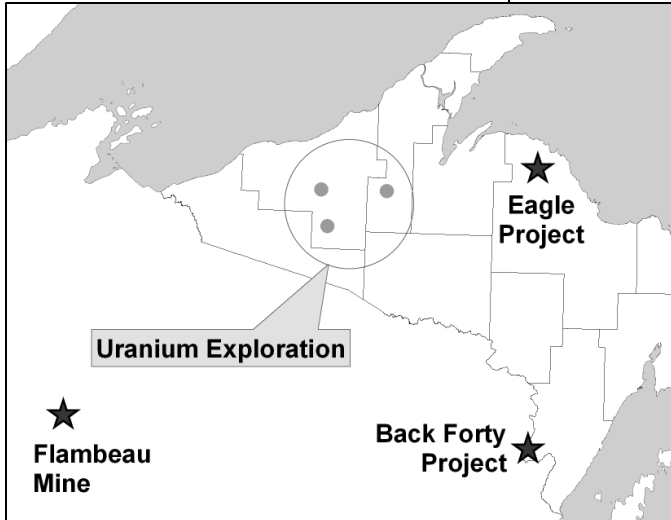 Eagle
Project
Uranium Exploration
Back Forty
Project
Flambeau
Mine